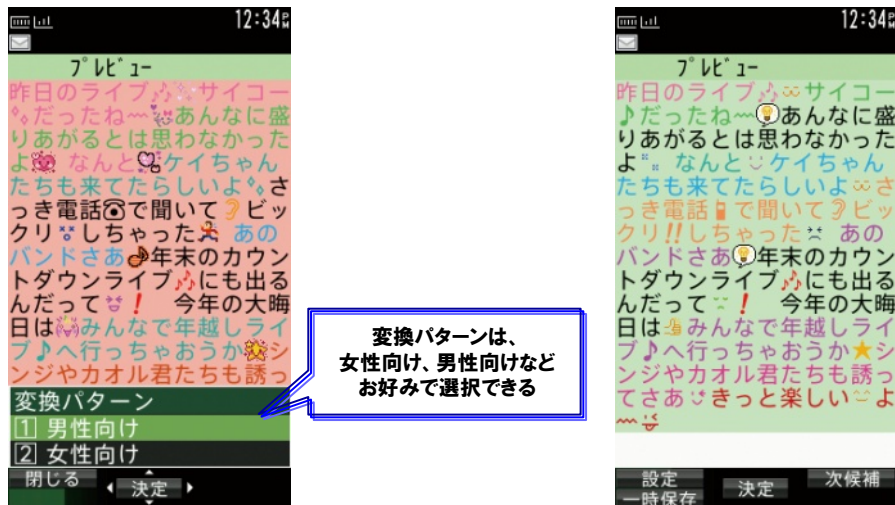 12:34
プレビュー
昨日のライブサイコー
だったね〜あんなに盛
りあがるとは思わなかった
よ なんとケイちゃん
たちも来てたらしいよさ
っき電話☎で聞いてビッ
クリしちゃった あの
バンドさあ年末のカウン
トダウンライブにも出る
んだって！ 今年の大晦
日はみんなで年越しライ
ブ♪へ行っちゃおうかシ
ンジやカオル君たちも誘っ
変換パターン
1 男性向け
2 女性向け
閉じる
決定
変換パターンは、
女性向け、男性向けなど
お好みで選択できる
12:34
プレビュー
昨日のライブサイコー
♪だったね〜あんなに盛
りあがるとは思わなかった
よ なんとケイちゃん
たちも来てたらしいよさ
っき電話で聞いてビッ
クリ!!しちゃった あの
バンドさあ年末のカウン
トダウンライブにも出る
んだって！ 今年の大晦
日はみんなで年越しライ
ブ♪へ行っちゃおうか★シ
ンジやカオル君たちも誘っ
てさあきっと楽しいよ
〜
設定
決定
次候補
一時保存